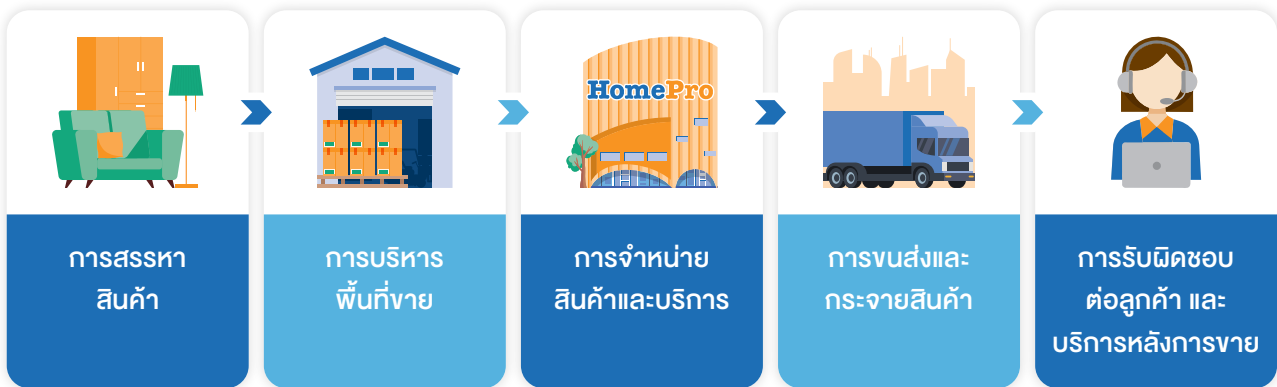 HomePro
การสรรหา
สินค้า
การบริหาร
พื้นที่ขาย
การจำหน่าย
สินค้าและบริการ
การขนส่งและ
กระจายสินค้า
การรับผิดชอบ
ต่อลูกค้า และ
บริการหลังการขาย